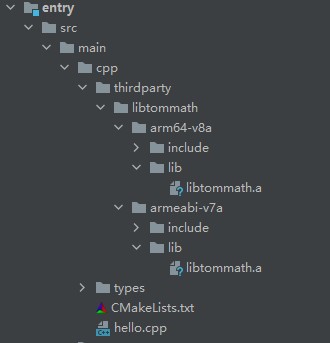 entry
src
main
cpp
thirdparty
libtommath
arm64-v8a
include
lib
libtommath.a
armeabi-v7a
include
lib
libtommath.a
types
CMakeLists.txt
hello.cpp